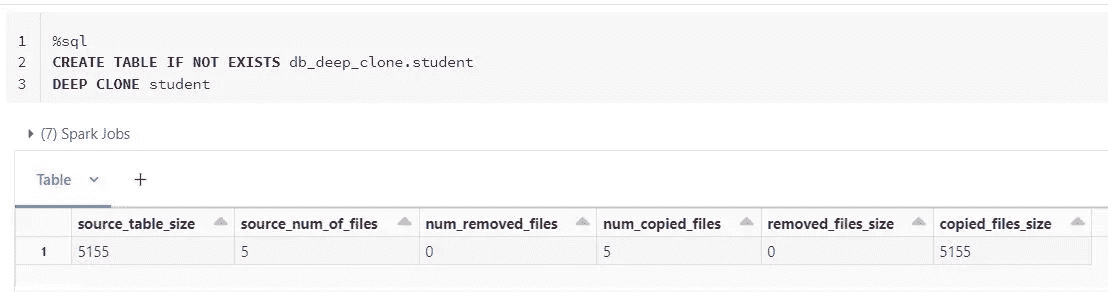 1 %sql
2 CREATE TABLE IF NOT EXISTS db_deep_clone.student
3 DEEP CLONE student
(7) Spark Jobs
Table +
source_table_size source_num_of_files num_removed_files num_copied_files removed_files_size copied_files_size
1 5155 5 0 5 0 5155